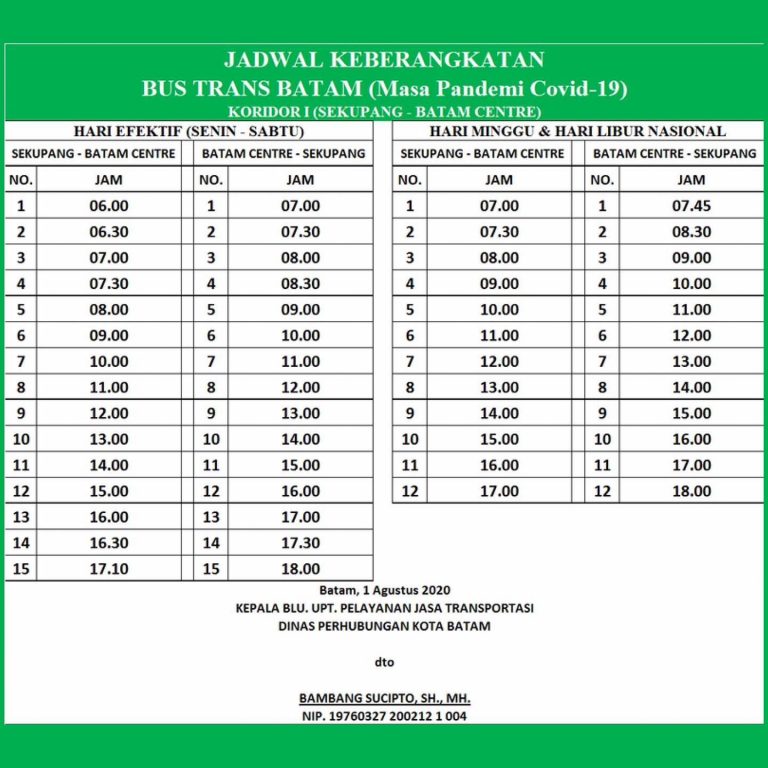 JADWAL KEBERANGKATAN
BUS TRANS BATAM (Masa Pandemi Covid-19)
KORIDOR I (SEKUPANG - BATAM CENTRE)
HARI EFEKTIF (SENIN - SABTU) HARI MINGGU & HARI LIBUR NASIONAL
SEKUPANG - BATAM CENTRE BATAM CENTRE - SEKUPANG SEKUPANG - BATAM CENTRE BATAM CENTRE - SEKUPANG
NO. JAM NO. JAM NO. JAM NO. JAM
1 06.00 1 07.00 1 07.00 1 07.45
2 06.30 2 07.30 2 07.30 2 08.30
3 07.00 3 08.00 3 08.00 3 09.00
4 07.30 4 08.30 4 09.00 4 10.00
5 08.00 5 09.00 5 10.00 5 11.00
6 09.00 6 10.00 6 11.00 6 12.00
7 10.00 7 11.00 7 12.00 7 13.00
8 11.00 8 12.00 8 13.00 8 14.00
9 12.00 9 13.00 9 14.00 9 15.00
10 13.00 10 14.00 10 15.00 10 16.00
11 14.00 11 15.00 11 16.00 11 17.00
12 15.00 12 16.00 12 17.00 12 18.00
13 16.00 13 17.00
14 16.30 14 17.30
15 17.10 15 18.00
Batam, 1 Agustus 2020
KEPALA BLU. UPT. PELAYANAN JASA TRANSPORTASI
DINAS PERHUBUNGAN KOTA BATAM
dto
BAMBANG SUCIPTO, SH., MH.
NIP. 19760327 200212 1 004